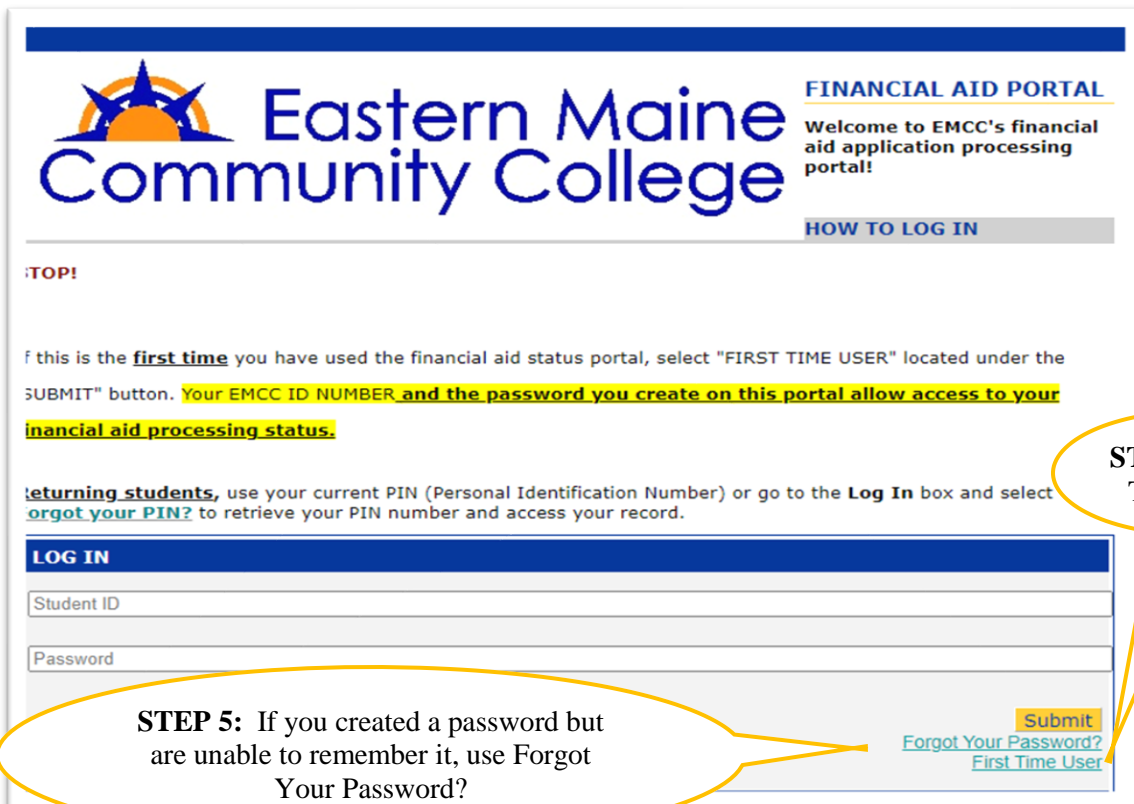 Eastern Maine
Community College
FINANCIAL AID PORTAL
Welcome to EMCC's financial
aid application processing
portal!
HOW TO LOG IN
TOP!
f this is the first time you have used the financial aid status portal, select "FIRST TIME USER" located under the
SUBMIT" button. Your EMCC ID NUMBER and the password you create on this portal allow access to your
inancial aid processing status.
eturning students, use your current PIN (Personal Identification Number) or go to the Log In box and select
orgot your PIN? to retrieve your PIN number and access your record.
ST
T
LOG IN
Student ID
Password
STEP 5: If you created a password but
are unable to remember it, use Forgot
Your Password?
Submit
Forgot Your Password?
First Time User